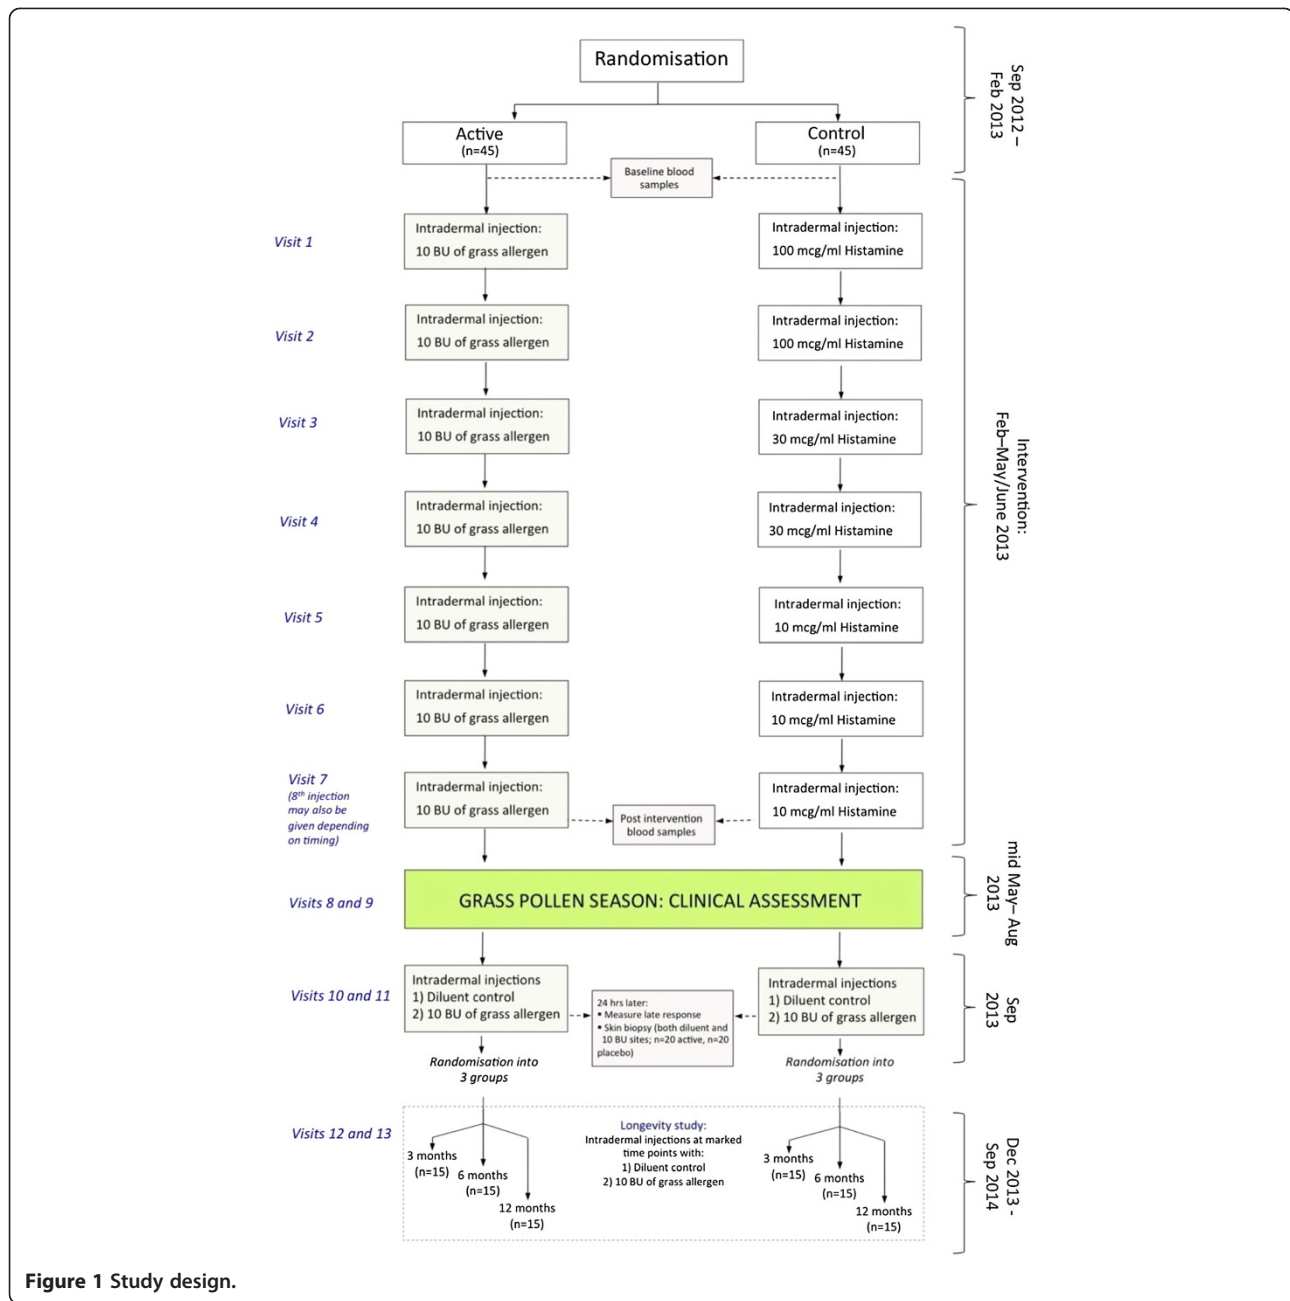 Randomisation
Sep 2012 –
Feb 2013
Active
(n=45)
Control
(n=45)
Baseline blood
samples
Intervention:
Feb–May/June 2013
Visit 1
Intradermal injection:
10 BU of grass allergen
Intradermal injection:
100 mcg/ml Histamine
Visit 2
Intradermal injection:
10 BU of grass allergen
Intradermal injection:
100 mcg/ml Histamine
Visit 3
Intradermal injection:
10 BU of grass allergen
Intradermal injection:
30 mcg/ml Histamine
Visit 4
Intradermal injection:
10 BU of grass allergen
Intradermal injection:
30 mcg/ml Histamine
Visit 5
Intradermal injection:
10 BU of grass allergen
Intradermal injection:
10 mcg/ml Histamine
Visit 6
Intradermal injection:
10 BU of grass allergen
Intradermal injection:
10 mcg/ml Histamine
Visit 7
(8th injection
may also be
given depending
on timing)
Intradermal injection:
10 BU of grass allergen
Post intervention
blood samples
Intradermal injection:
10 mcg/ml Histamine
Visits 8 and 9
GRASS POLLEN SEASON: CLINICAL ASSESSMENT
mid May– Aug
2013
Visits 10 and 11
Intradermal injections
1) Diluent control
2) 10 BU of grass allergen
24 hrs later:
▪ Measure late response
▪ Skin biopsy (both diluent and
10 BU sites; n=20 active, n=20
placebo)
Intradermal injections
1) Diluent control
2) 10 BU of grass allergen
Sep
2013
Randomisation into
3 groups
Randomisation into
3 groups
Visits 12 and 13
3 months
(n=15)
6 months
(n=15)
12 months
(n=15)
Longevity study:
Intradermal injections at marked
time points with:
1) Diluent control
2) 10 BU of grass allergen
3 months
(n=15)
6 months
(n=15)
12 months
(n=15)
Dec 2013 -
Sep 2014
Figure 1 Study design.